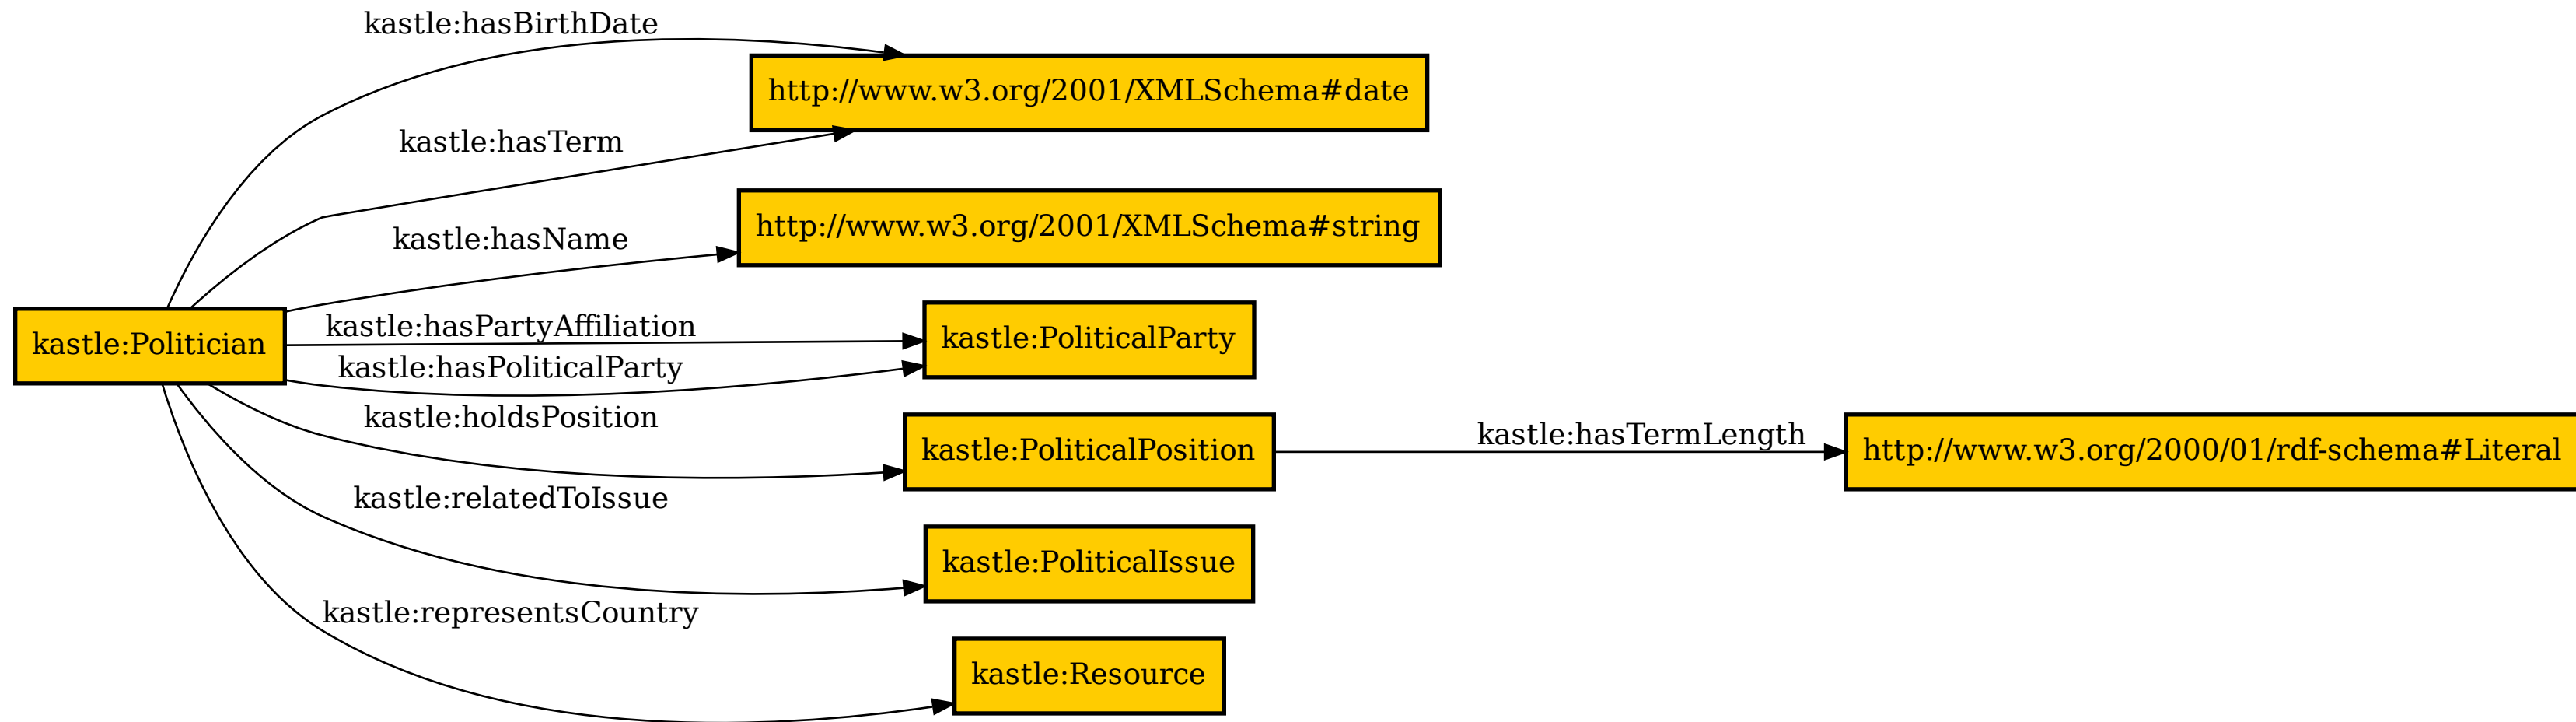 kastle:hasBirthDate
http://www.w3.org/2001/XMLSchema#date
kastle:hasTerm
http://www.w3.org/2001/XMLSchema#string
kastle:hasName
kastle:Politician
kastle:hasPartyAffiliation
kastle:PoliticalParty
kastle:hasPoliticalParty
kastle:holdsPosition
kastle:PoliticalPosition
kastle:hasTermLength
http://www.w3.org/2000/01/rdf-schema#Literal
kastle:relatedToIssue
kastle:PoliticalIssue
kastle:representsCountry
kastle:Resource